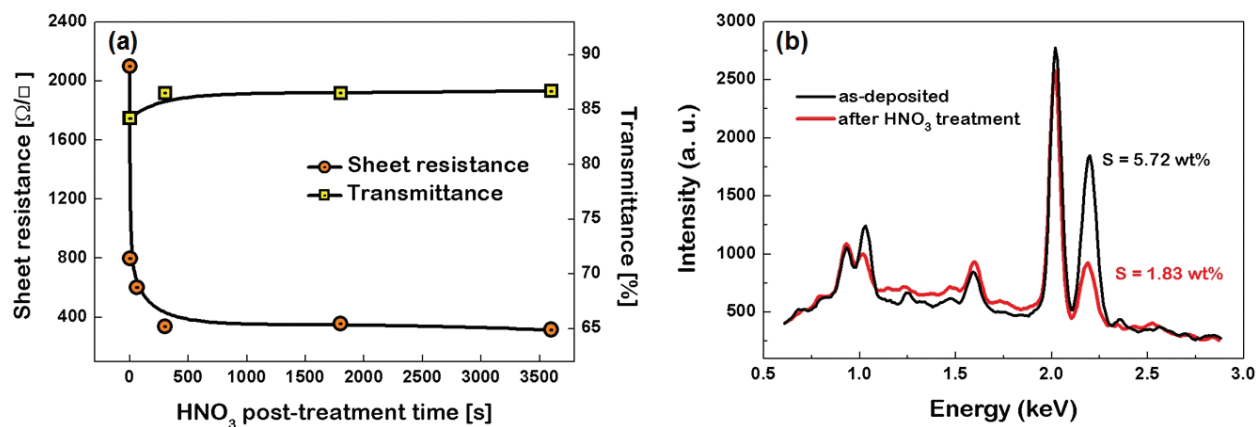 (a)
2400
2000
1600
1200
800
400
Sheet resistance [Ω/□]
90
85
80
75
70
65
Transmittance [%]
Sheet resistance
Transmittance
0 500 1000 1500 2000 2500 3000 3500
HNO₃ post-treatment time [s]
(b)
3000
2500
2000
1500
1000
500
Intensity (a. u.)
as-deposited
after HNO₃ treatment
S = 5.72 wt%
S = 1.83 wt%
0.5 1.0 1.5 2.0 2.5 3.0
Energy (keV)